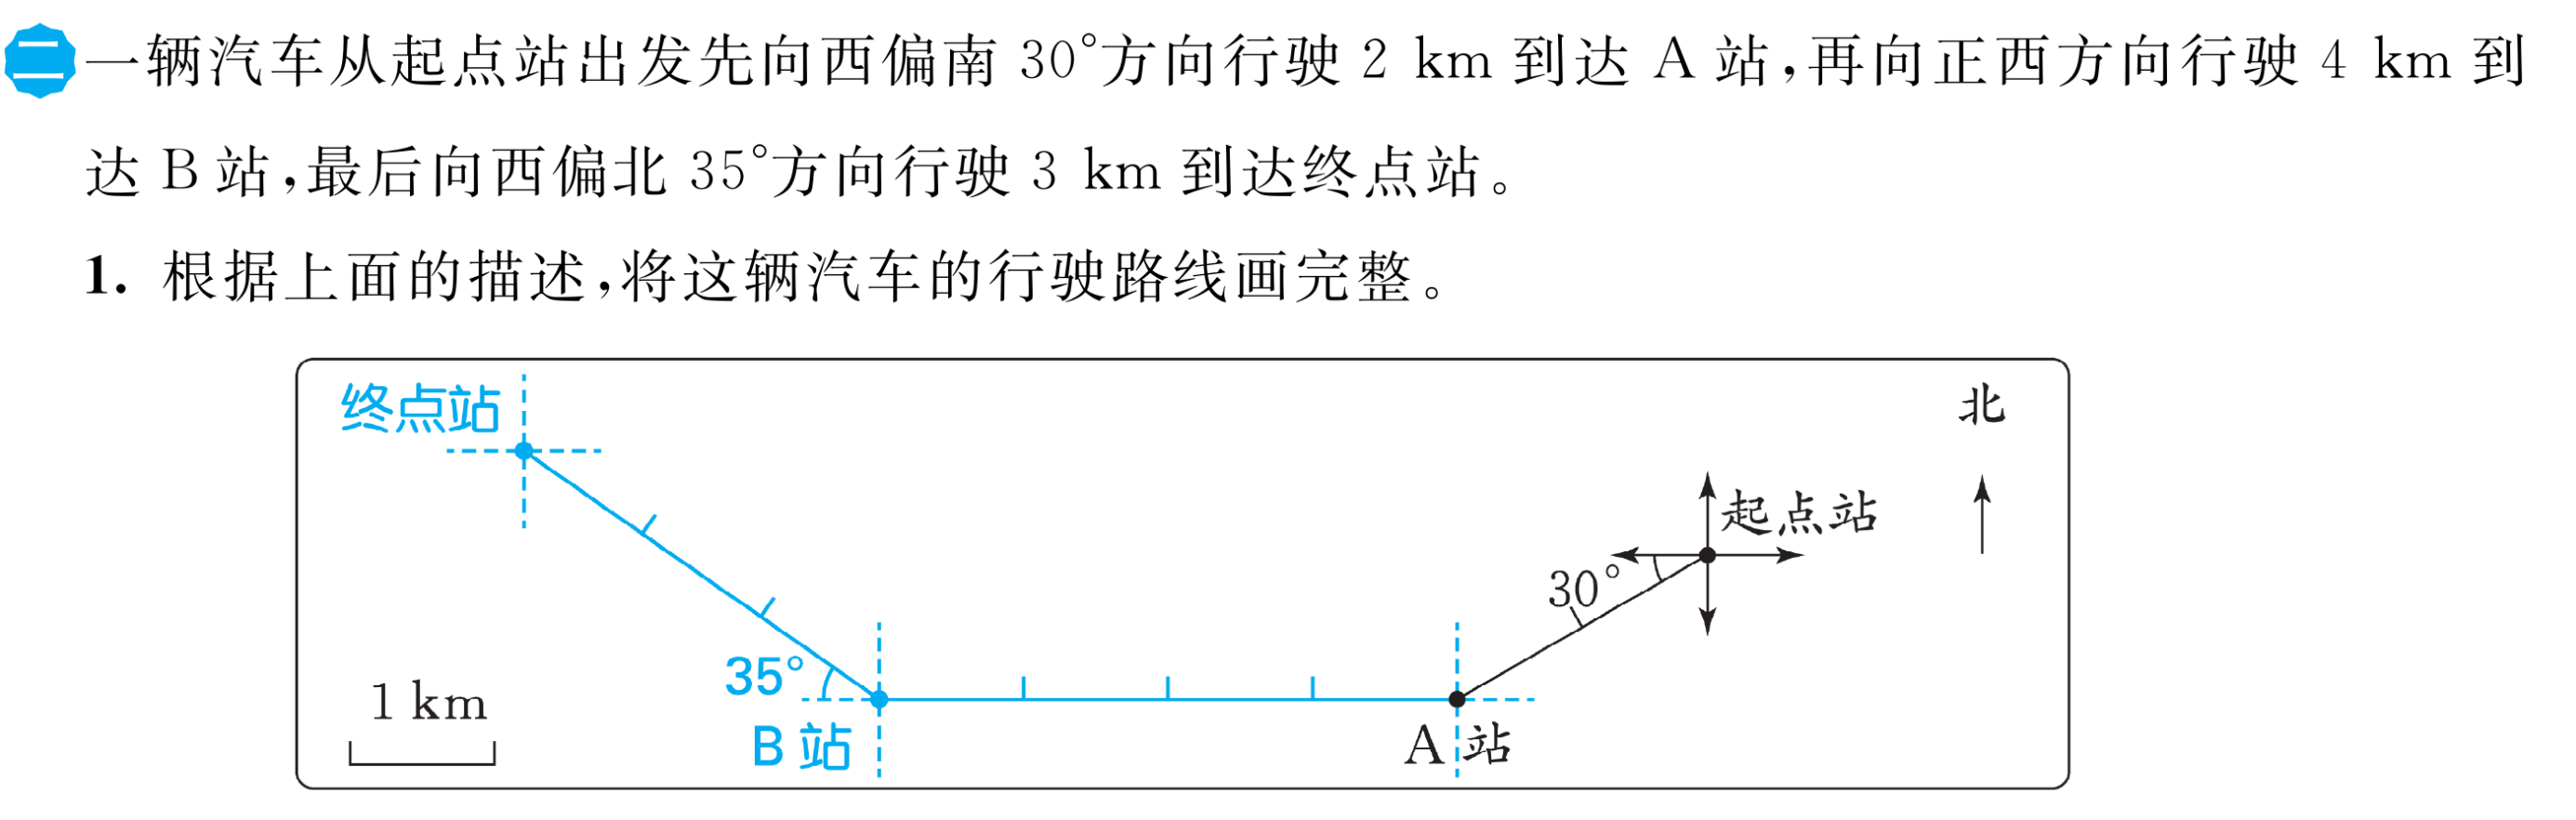 二 一辆汽车从起点站出发先向西偏南 30°方向行驶 2 km 到达 A 站,再向正西方向行驶 4 km 到
达 B 站,最后向西偏北 35°方向行驶 3 km 到达终点站。
1. 根据上面的描述,将这辆汽车的行驶路线画完整。
终点站
北
起点站
30°
35°
1 km
B 站
A 站